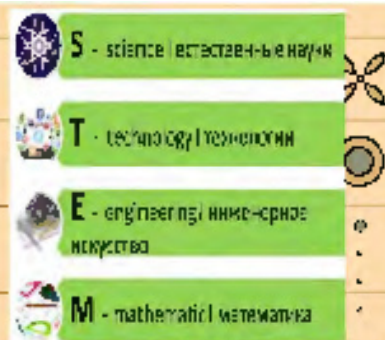 S - science | естественные науки
T - technology | технологии
E - engineering | инженерное
искусство
M - mathematic | математика